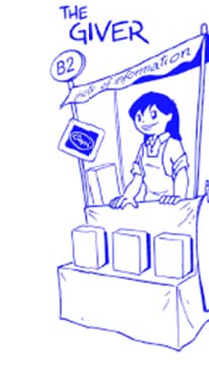 THE
GIVER
B2
of information